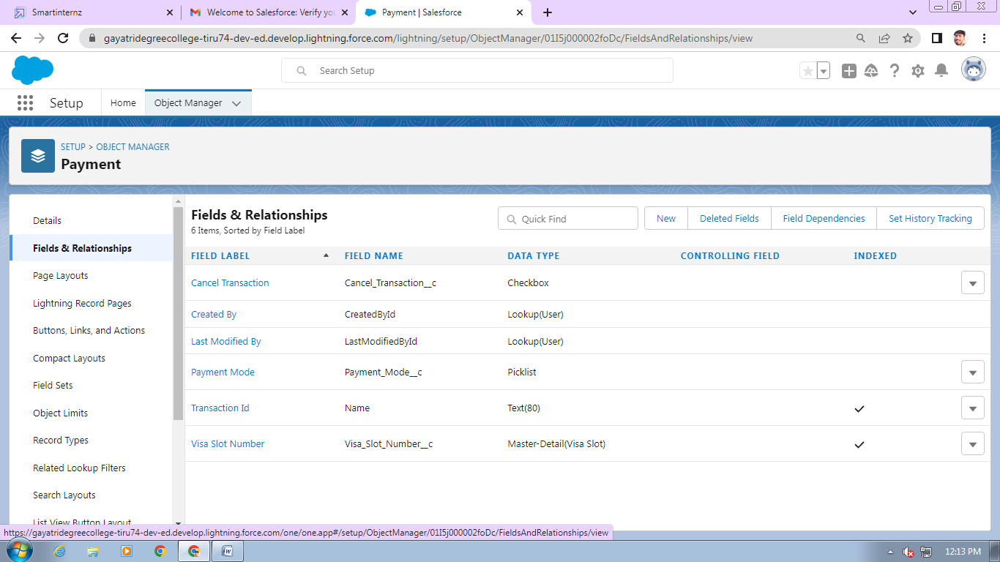 Smartinternz
Welcome to Salesforce: Verify yo
Payment | Salesforce
gayatridegreecollege-tiru74-dev-ed.develop.lightning.force.com/lightning/setup/ObjectManager/01I5j000002foDc/FieldsAndRelationships/view
Search Setup
Setup
Home
Object Manager
SETUP > OBJECT MANAGER
Payment
Details
Fields & Relationships
Page Layouts
Lightning Record Pages
Buttons, Links, and Actions
Compact Layouts
Field Sets
Object Limits
Record Types
Related Lookup Filters
Search Layouts
List View Button Layout
Fields & Relationships
6 Items, Sorted by Field Label
Quick Find
New
Deleted Fields
Field Dependencies
Set History Tracking
FIELD LABEL FIELD NAME DATA TYPE CONTROLLING FIELD INDEXED
Cancel Transaction Cancel_Transaction__c Checkbox
Created By CreatedById Lookup(User)
Last Modified By LastModifiedById Lookup(User)
Payment Mode Payment_Mode__c Picklist
Transaction Id Name Text(80)
Visa Slot Number Visa_Slot_Number__c Master-Detail(Visa Slot)
https://gayatridegreecollege-tiru74-dev-ed.develop.lightning.force.com/one/one.app#/setup/ObjectManager/01I5j000002foDc/FieldsAndRelationships/view
12:13 PM